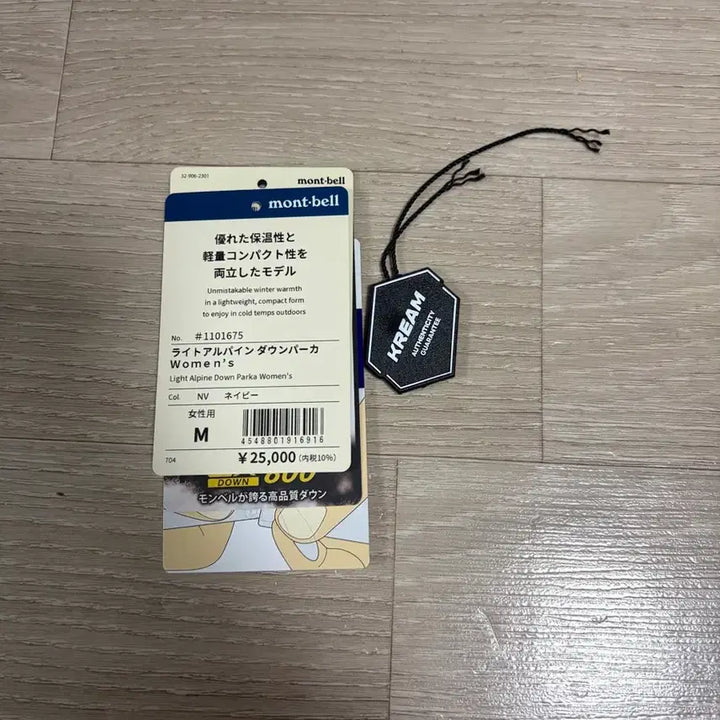 32-906-2301
mont-bell
mont-bell
優れた保温性と
軽量コンパクト性を
両立したモデル
Unmistakable winter warmth
in a lightweight, compact form
to enjoy in cold temps outdoors
No. #1101675
ライトアルパイン ダウンパーカ
Women's
Light Alpine Down Parka Women's
Col. NV ネイビー
女性用
M
4548801916916
704
¥25,000(内税10%)
DOWN 800
モンベルが誇る高品質ダウン
KREAM
AUTHENTICITY
GUARANTEE